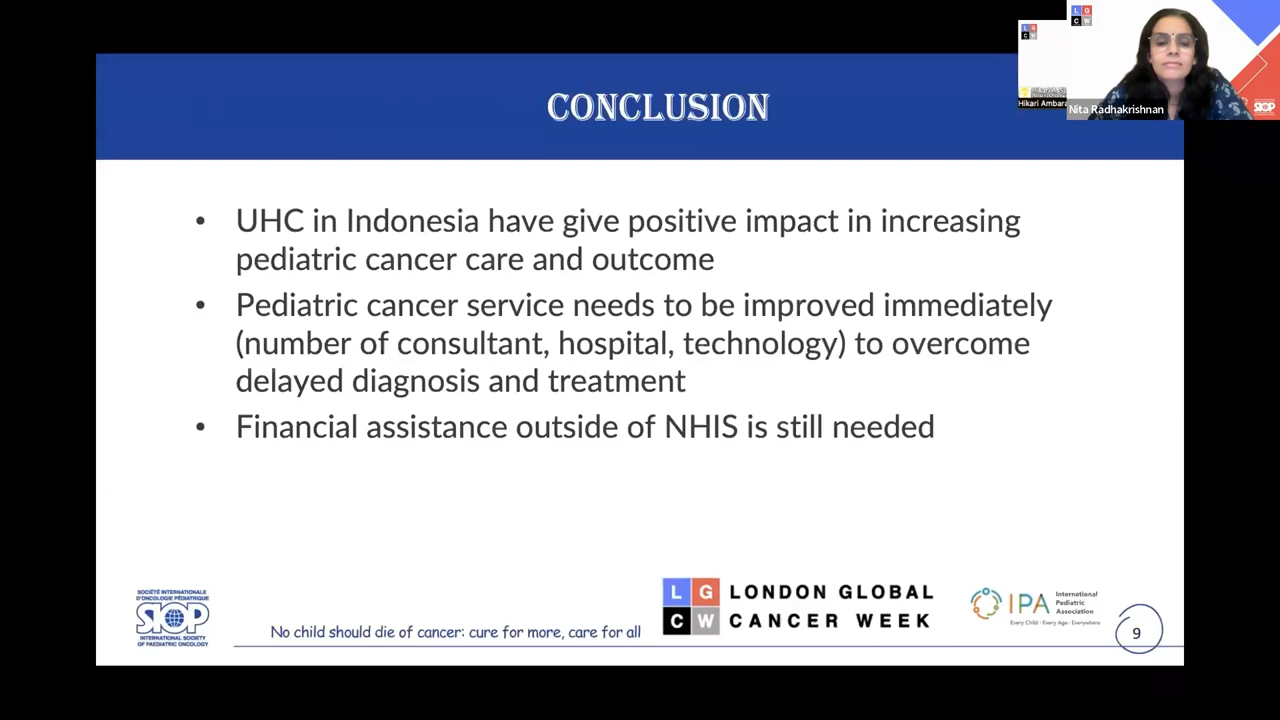 CONCLUSION
L G
C W
Hikari Ambara
L G
C W
Nita Radhakrishnan
SIOP
• UHC in Indonesia have give positive impact in increasing
pediatric cancer care and outcome
• Pediatric cancer service needs to be improved immediately
(number of consultant, hospital, technology) to overcome
delayed diagnosis and treatment
• Financial assistance outside of NHIS is still needed
SOCIÉTÉ INTERNATIONALE
D'ONCOLOGIE PÉDIATRIQUE
SIOP
INTERNATIONAL SOCIETY
OF PAEDIATRIC ONCOLOGY
No child should die of cancer: cure for more, care for all
L G
C W
LONDON GLOBAL
CANCER WEEK
IPA
International
Pediatric
Association
Every Child · Every Age · Everywhere
9